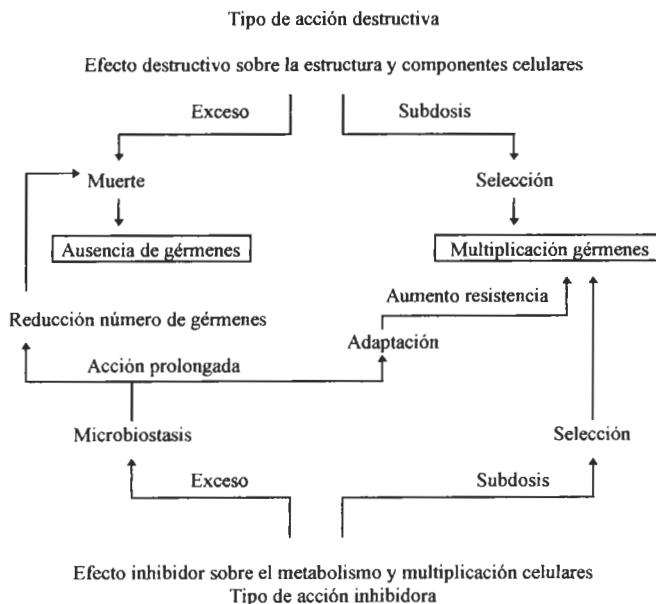 Tipo de acción destructiva
Efecto destructivo sobre la estructura y componentes celulares
Exceso
Subdosis
Muerte
Selección
Ausencia de gérmenes
Multiplicación gérmenes
Aumento resistencia
Reducción número de gérmenes
Adaptación
Acción prolongada
Microbiostasis
Selección
Exceso
Subdosis
Efecto inhibidor sobre el metabolismo y multiplicación celulares
Tipo de acción inhibidora